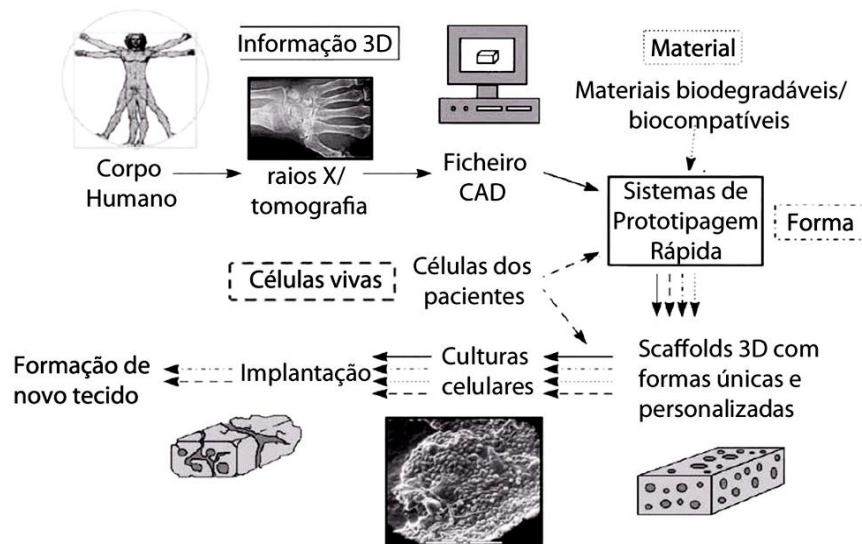 Informação 3D
Material
Materiais biodegradáveis/
biocompatíveis
Corpo
Humano
raios X/
tomografia
Ficheiro
CAD
Sistemas de
Prototipagem
Rápida
Forma
Células vivas
Células dos
pacientes
Formação de
novo tecido
Implantação
Culturas
celulares
Scaffolds 3D com
formas únicas e
personalizadas